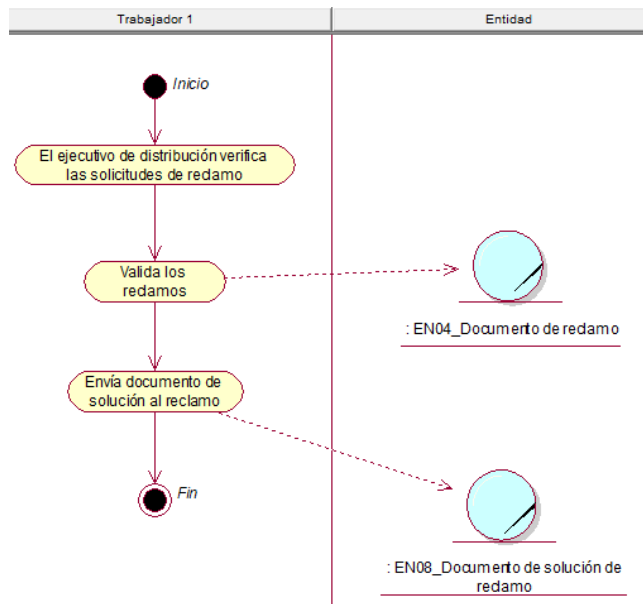 Trabajador 1
Entidad
Inicio
El ejecutivo de distribución verifica
las solicitudes de reclamo
Valida los
reclamos
: EN04_Documento de reclamo
Envía documento de
solución al reclamo
Fin
: EN08_Documento de solución de
reclamo